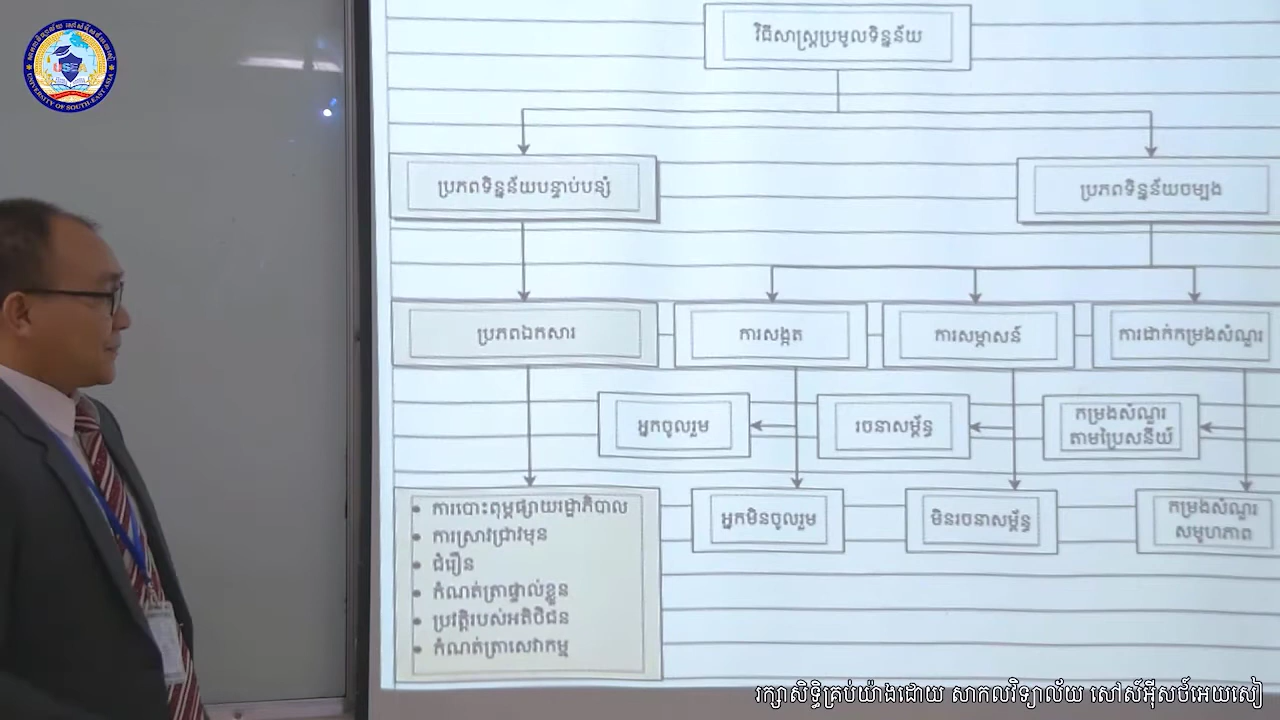 វិធីសាស្ត្រប្រមូលទិន្នន័យ
ប្រភពទិន្នន័យបន្ទាប់បន្សំ
ប្រភពទិន្នន័យចម្បង
ប្រភពឯកសារ
ការសង្កត
ការសម្ភាសន៍
ការដាក់កម្រងសំណួរ
អ្នកចូលរួម
រចនាសម្ព័ន្ធ
កម្រងសំណួរ
តាមប្រៃសនីយ៍
• ការបោះពុម្ភផ្សាយរដ្ឋាភិបាល
• ការស្រាវជ្រាវមុន
• ជំរឿន
• កំណត់ត្រាផ្ទាល់ខ្លួន
• ប្រវត្តិរបស់អតិថិជន
• កំណត់ត្រាសេវាកម្ម
អ្នកមិនចូលរួម
មិនរចនាសម្ព័ន្ធ
កម្រងសំណួរ
សមូហភាព
USEA
UNIVERSITY OF SOUTH-EAST ASIA
រក្សាសិទ្ធិគ្រប់យ៉ាងដោយ សាកលវិទ្យាល័យ សៅស៍អ៊ីសថ៍អេយសៀ